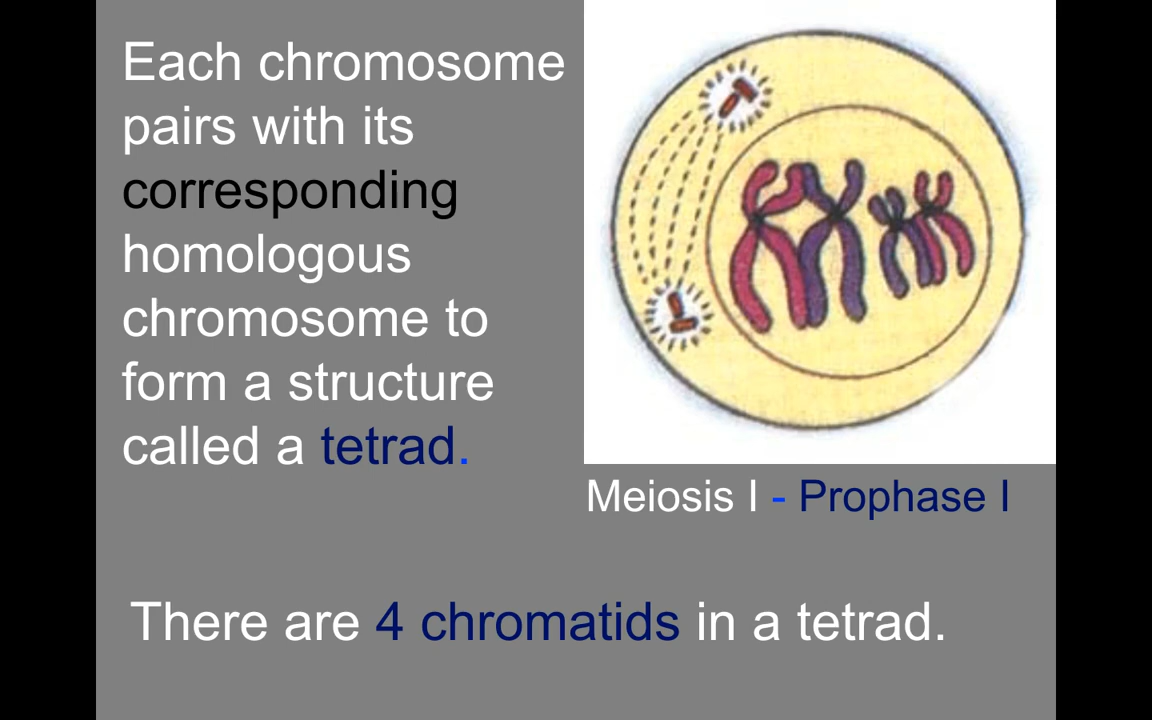 Each chromosome
pairs with its
corresponding
homologous
chromosome to
form a structure
called a tetrad.
Meiosis I - Prophase I
There are 4 chromatids in a tetrad.